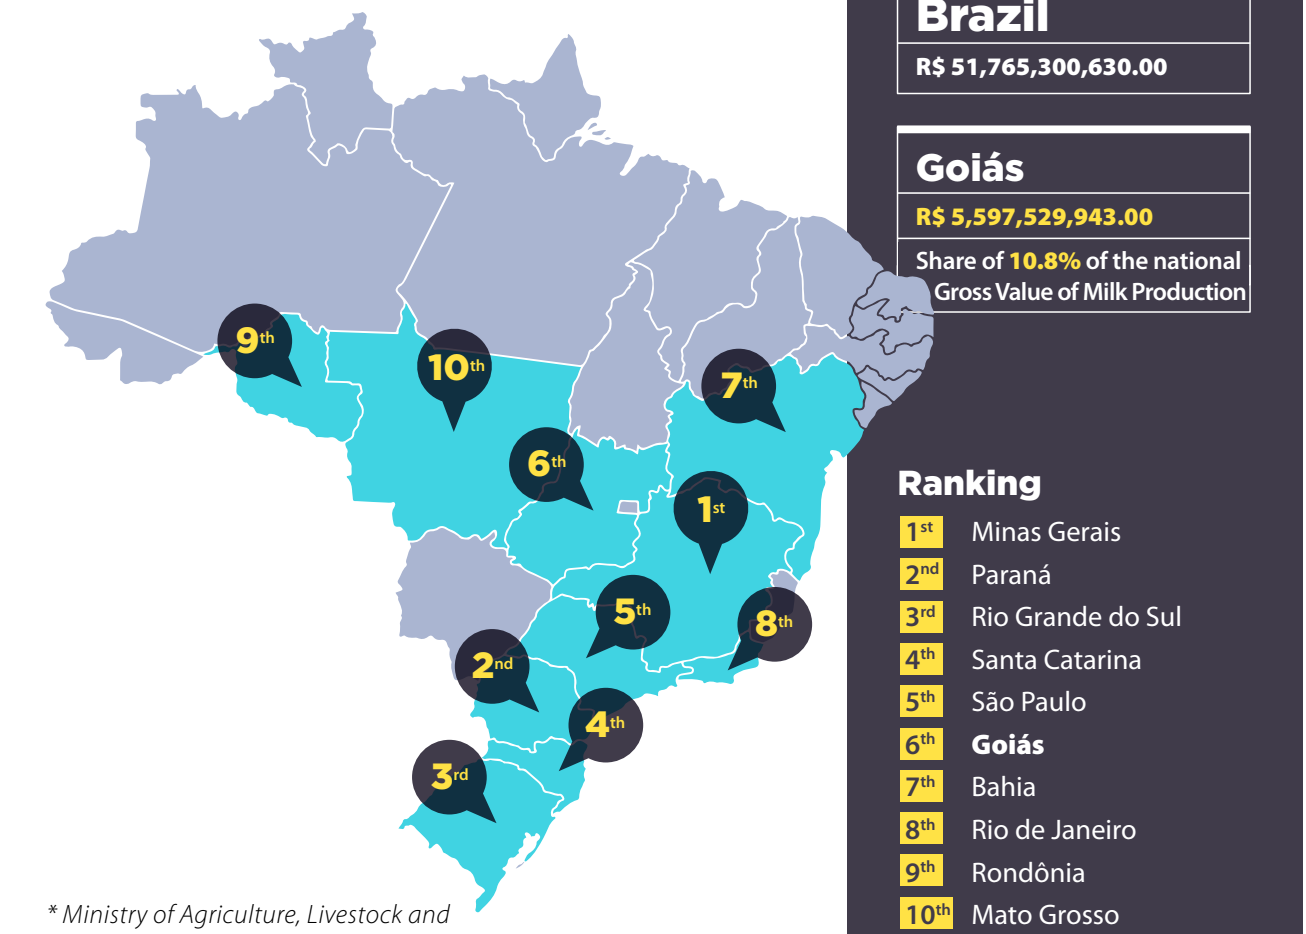 Brazil
R$ 51,765,300,630.00
Goiás
R$ 5,597,529,943.00
Share of 10.8% of the national
Gross Value of Milk Production
9th
10th
7th
6th
1st
5th
8th
2nd
4th
3rd
Ranking
1st Minas Gerais
2nd Paraná
3rd Rio Grande do Sul
4th Santa Catarina
5th São Paulo
6th Goiás
7th Bahia
8th Rio de Janeiro
9th Rondônia
10th Mato Grosso
* Ministry of Agriculture, Livestock and